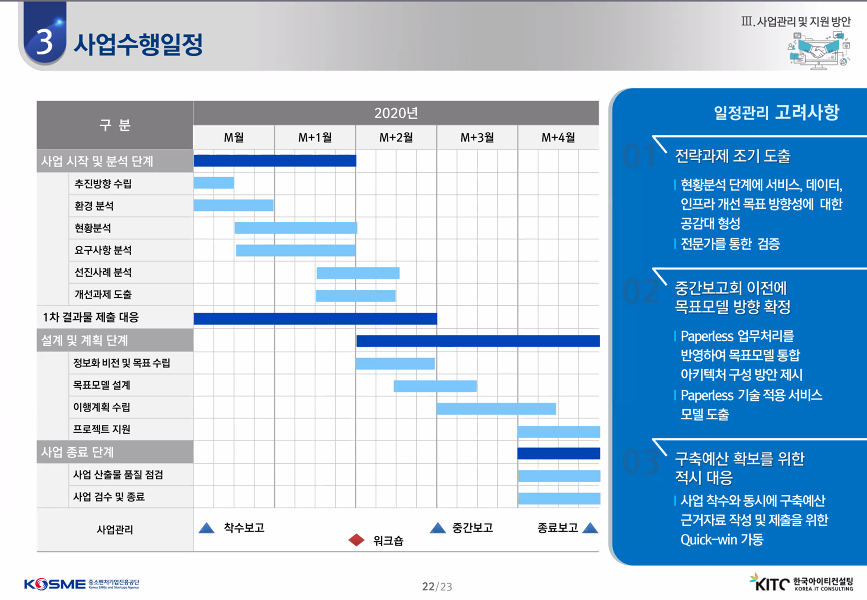 3
사업수행일정
Ⅲ. 사업관리 및 지원 방안
구 분
2020년
M월 M+1월 M+2월 M+3월 M+4월
사업 시작 및 분석 단계
추진방향 수립
환경 분석
현황분석
요구사항 분석
선진사례 분석
개선과제 도출
1차 결과물 제출 대응
설계 및 계획 단계
정보화 비전 및 목표 수립
목표모델 설계
이행계획 수립
프로젝트 지원
사업 종료 단계
사업 산출물 품질 점검
사업 검수 및 종료
사업관리
착수보고
워크숍
중간보고
종료보고
일정관리 고려사항
01
전략과제 조기 도출
현황분석 단계에 서비스, 데이터,
인프라 개선 목표 방향성에 대한
공감대 형성
전문가를 통한 검증
02
중간보고회 이전에
목표모델 방향 확정
Paperless 업무처리를
반영하여 목표모델 통합
아키텍처 구성 방안 제시
Paperless 기술 적용 서비스
모델 도출
03
구축예산 확보를 위한
적시 대응
사업 착수와 동시에 구축예산
근거자료 작성 및 제출을 위한
Quick-win 가동
KOSME 중소벤처기업진흥공단
Korea SMEs and Startups Agency
22/23
KITC 한국아이티컨설팅
KOREA IT CONSULTING